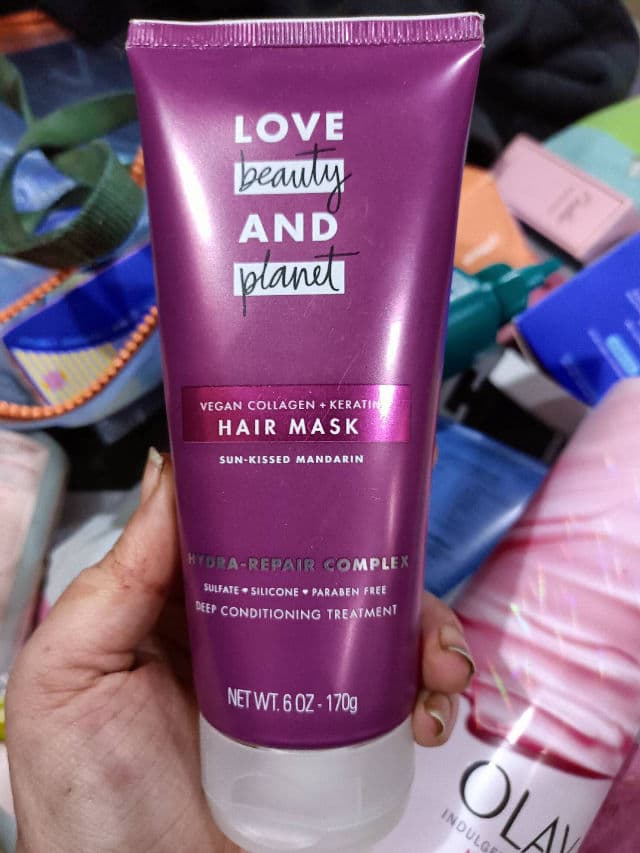 LOVE
beauty
AND
planet
VEGAN COLLAGEN + KERATIN
HAIR MASK
SUN-KISSED MANDARIN
HYDRA-REPAIR COMPLEX
SULFATE ♥ SILICONE ♥ PARABEN FREE
DEEP CONDITIONING TREATMENT
NET WT. 6 OZ - 170g
OLAY